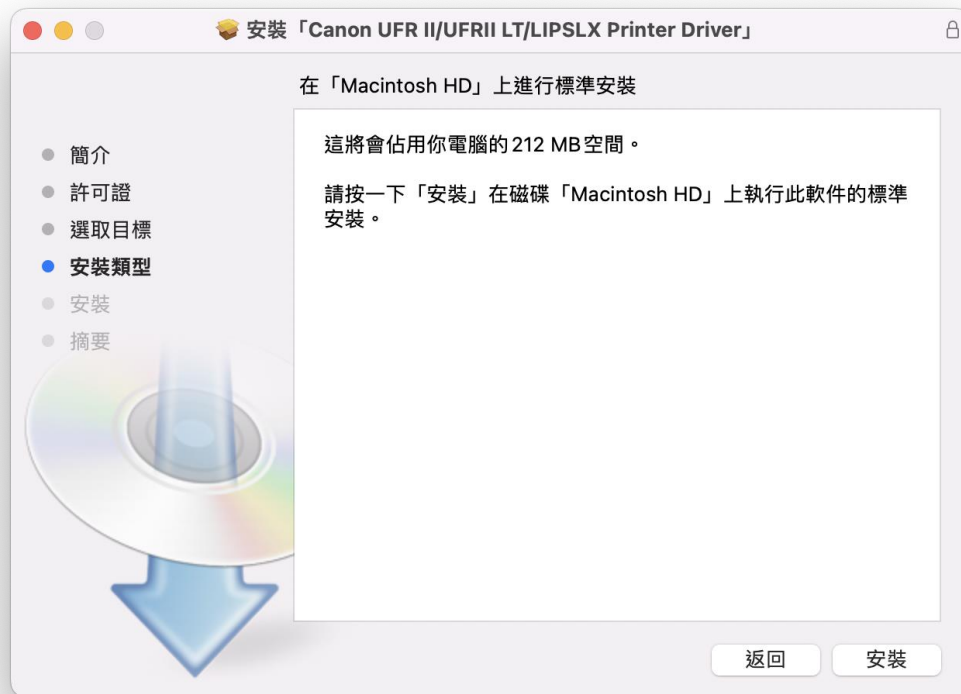 安裝「Canon UFR II/UFRII LT/LIPSLX Printer Driver」
在「Macintosh HD」上進行標準安裝
簡介
許可證
選取目標
安裝類型
安裝
摘要
這將會佔用你電腦的 212 MB 空間。
請按一下「安裝」在磁碟「Macintosh HD」上執行此軟件的標準
安裝。
返回
安裝